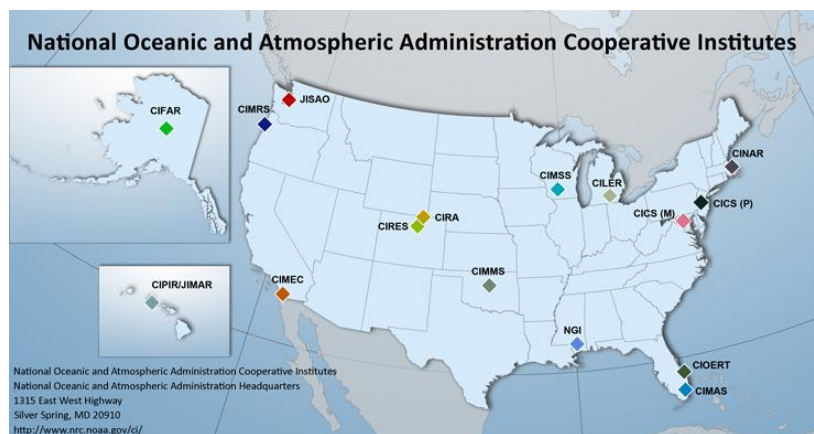 National Oceanic and Atmospheric Administration Cooperative Institutes
CIFAR
CIMRS
JISAO
CINAR
CIMSS
CILER
CICS (M)
CICS (P)
CIRA
CIRES
CIMEC
CIMMS
CIPIR/JIMAR
NGI
CIOERT
CIMAS
National Oceanic and Atmospheric Administration Cooperative Institutes
National Oceanic and Atmospheric Administration Headquarters
1315 East West Highway
Silver Spring, MD 20910
http://www.nrc.noaa.gov/ci/